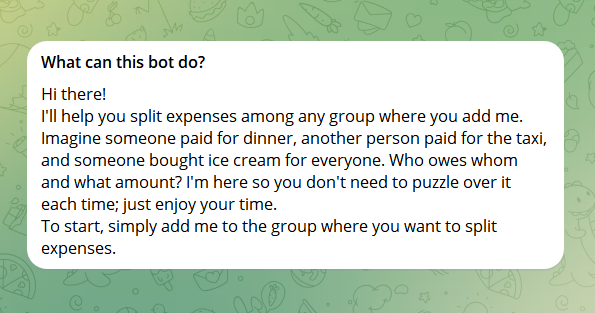 What can this bot do?
Hi there!
I'll help you split expenses among any group where you add me.
Imagine someone paid for dinner, another person paid for the taxi,
and someone bought ice cream for everyone. Who owes whom
and what amount? I'm here so you don't need to puzzle over it
each time; just enjoy your time.
To start, simply add me to the group where you want to split
expenses.